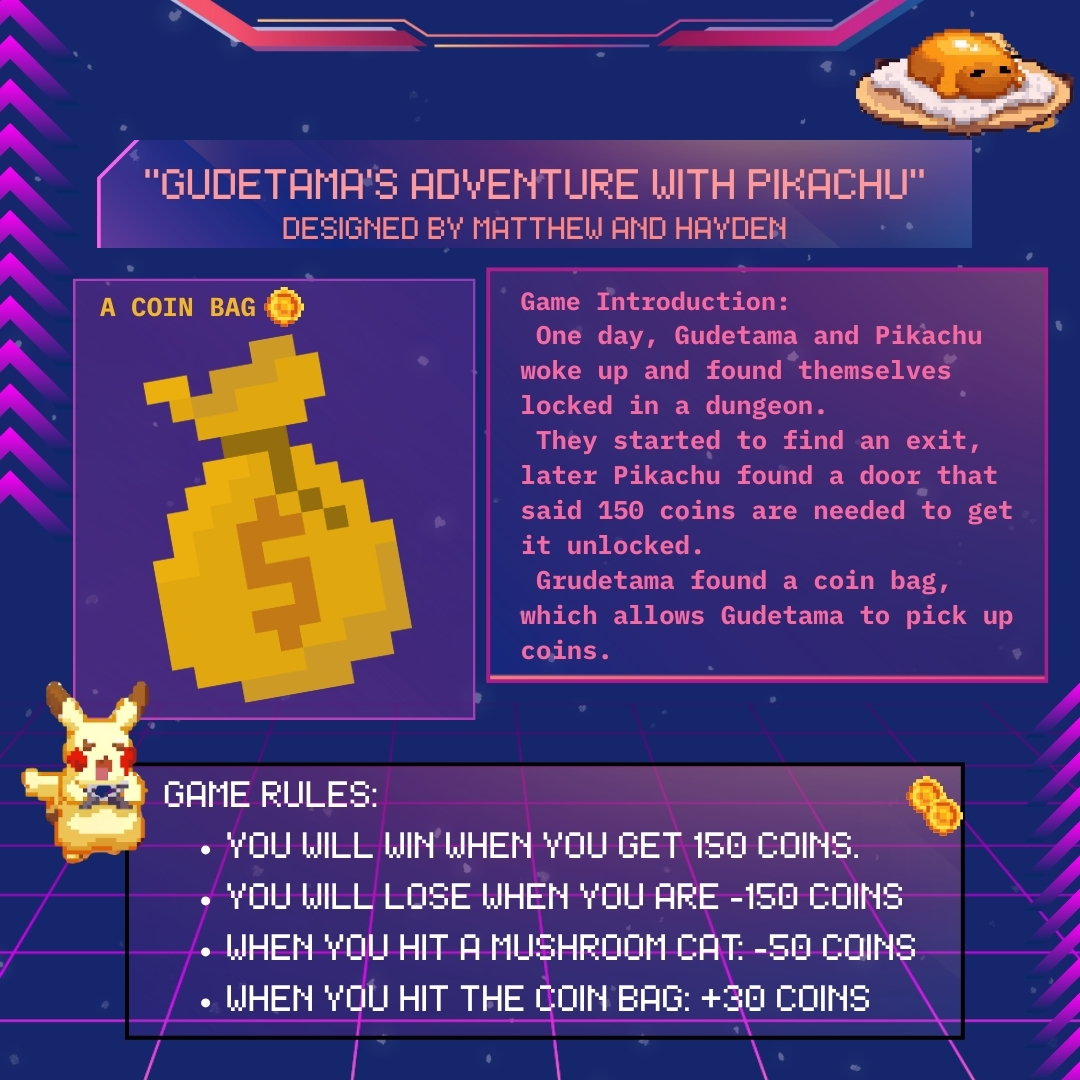 "GUDETAMA'S ADVENTURE WITH PIKACHU"
DESIGNED BY MATTHEW AND HAYDEN
A COIN BAG
$
Game Introduction:
One day, Gudetama and Pikachu
woke up and found themselves
locked in a dungeon.
They started to find an exit,
later Pikachu found a door that
said 150 coins are needed to get
it unlocked.
Grudetama found a coin bag,
which allows Gudetama to pick up
coins.
GAME RULES:
• YOU WILL WIN WHEN YOU GET 150 COINS.
• YOU WILL LOSE WHEN YOU ARE -150 COINS
• WHEN YOU HIT A MUSHROOM CAT: -50 COINS
• WHEN YOU HIT THE COIN BAG: +30 COINS